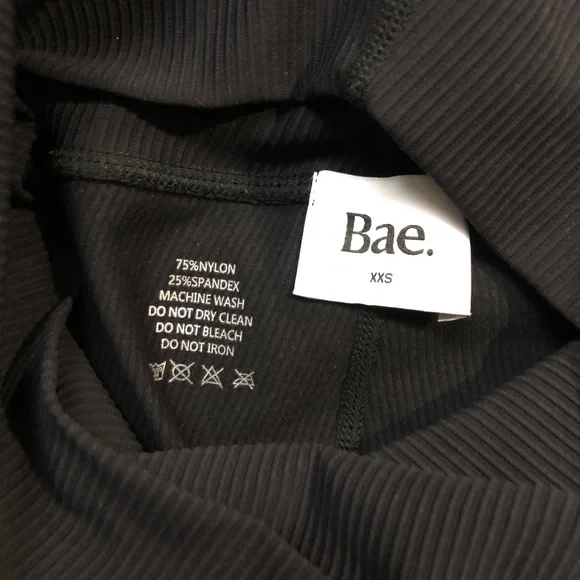 Bae.
XXS
75%NYLON
25%SPANDEX
MACHINE WASH
DO NOT DRY CLEAN
DO NOT BLEACH
DO NOT IRON